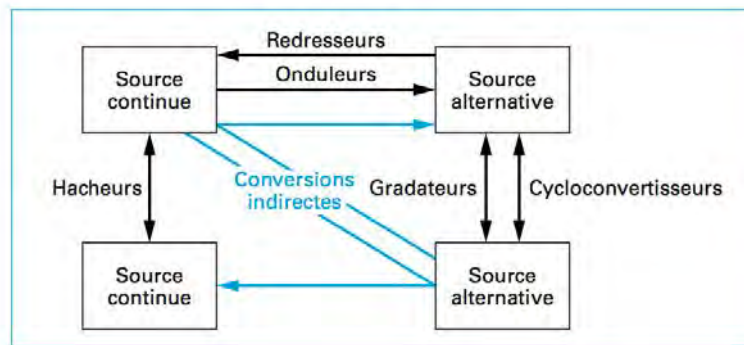 Redresseurs
Source
continue
Onduleurs
Source
alternative
Hacheurs
Conversions
indirectes
Gradateurs
Cycloconvertisseurs
Source
continue
Source
alternative